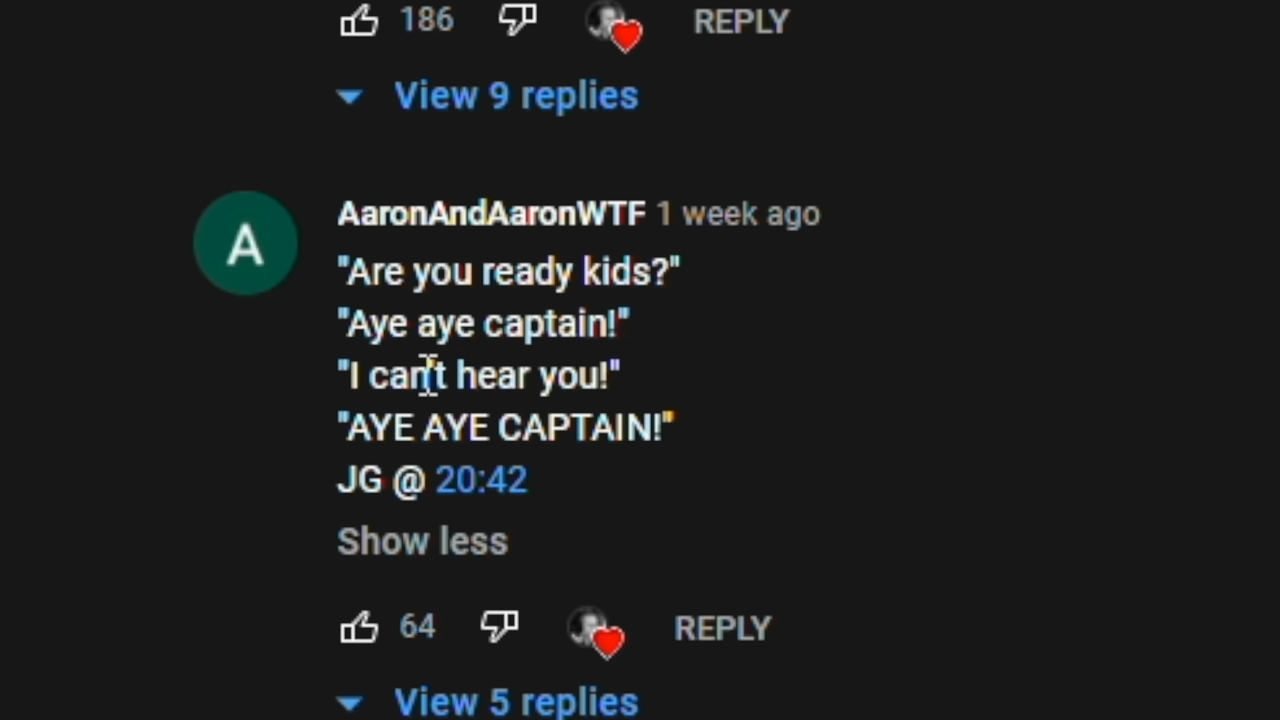 186 REPLY
View 9 replies
A
AaronAndAaronWTF 1 week ago
"Are you ready kids?"
"Aye aye captain!"
"I can't hear you!"
"AYE AYE CAPTAIN!"
JG @ 20:42
Show less
64 REPLY
View 5 replies